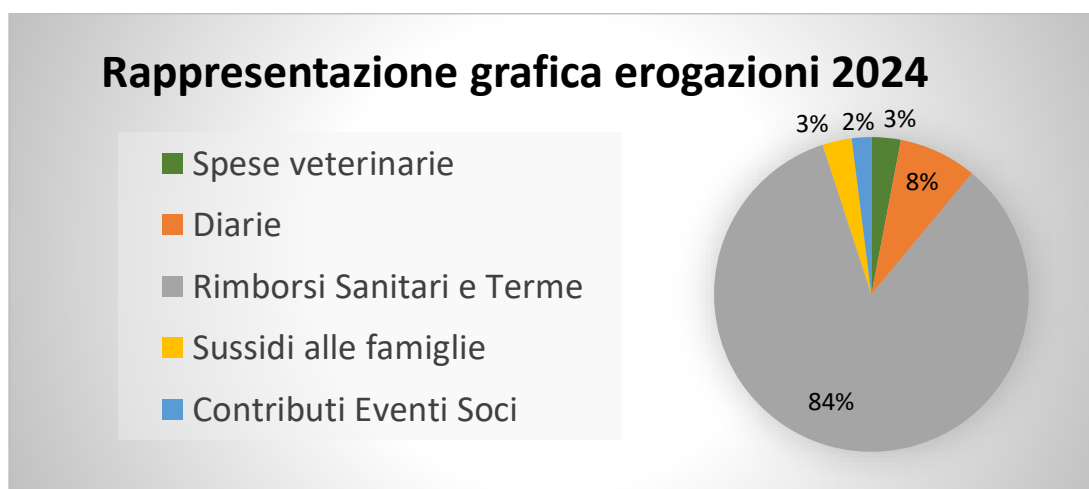 Rappresentazione grafica erogazioni 2024
Spese veterinarie
Diarie
Rimborsi Sanitari e Terme
Sussidi alle famiglie
Contributi Eventi Soci
3% 2% 3%
8%
84%